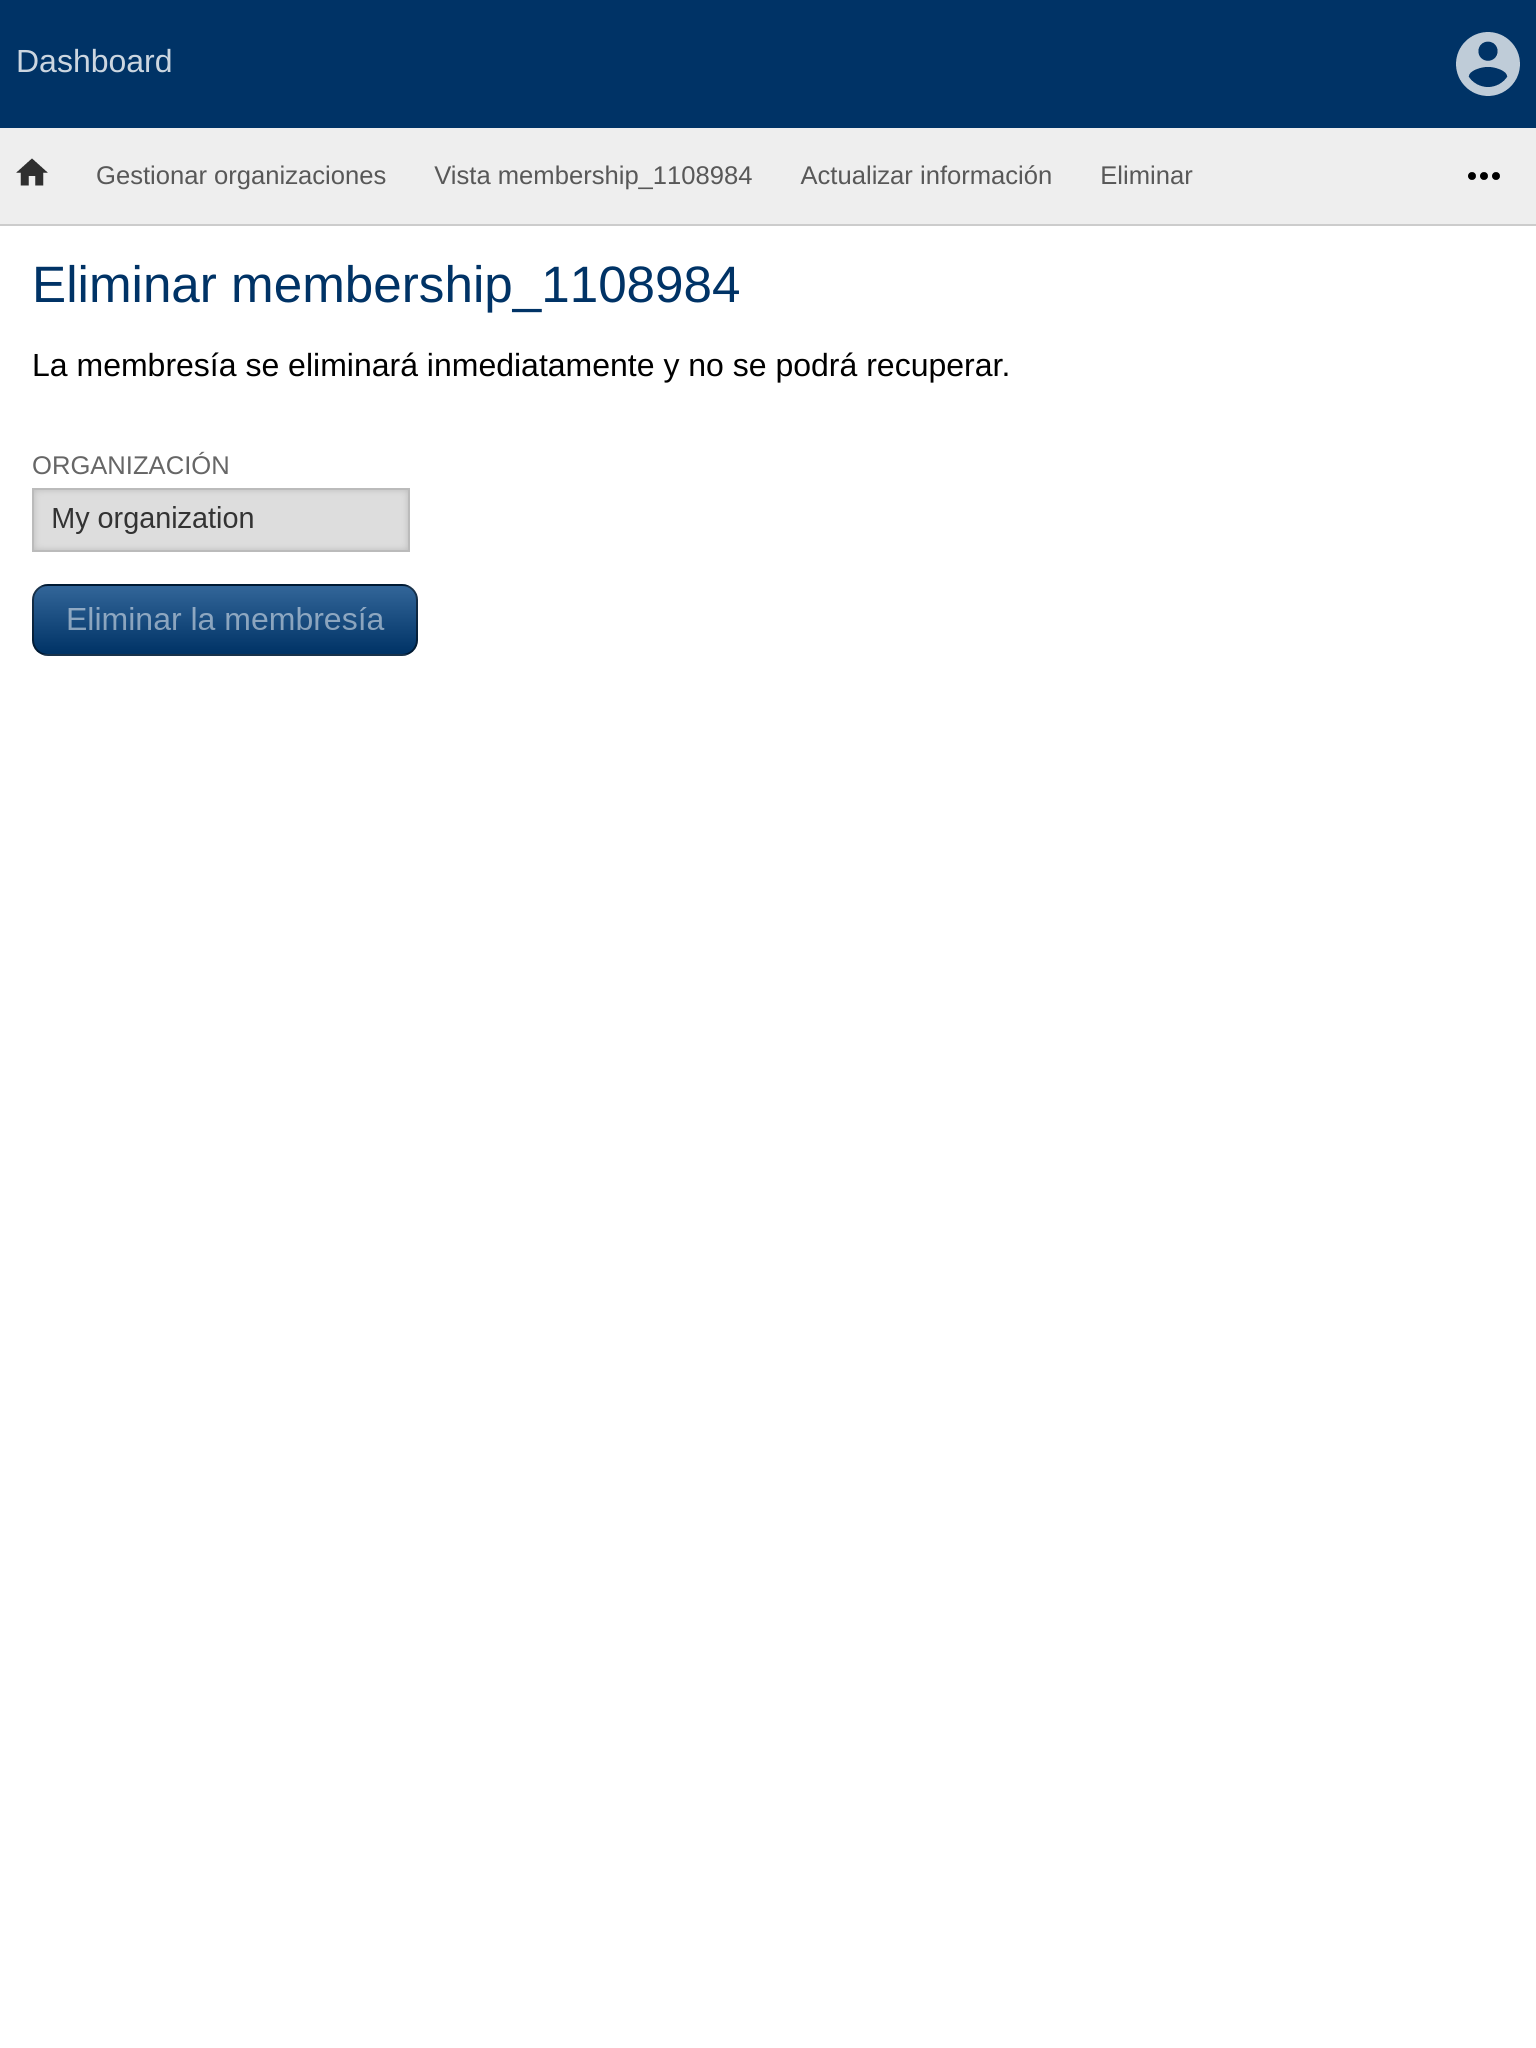 Dashboard
Gestionar organizaciones
Vista membership_1108984
Actualizar información
Eliminar
Eliminar membership_1108984
La membresía se eliminará inmediatamente y no se podrá recuperar.
ORGANIZACIÓN
My organization
Eliminar la membresía